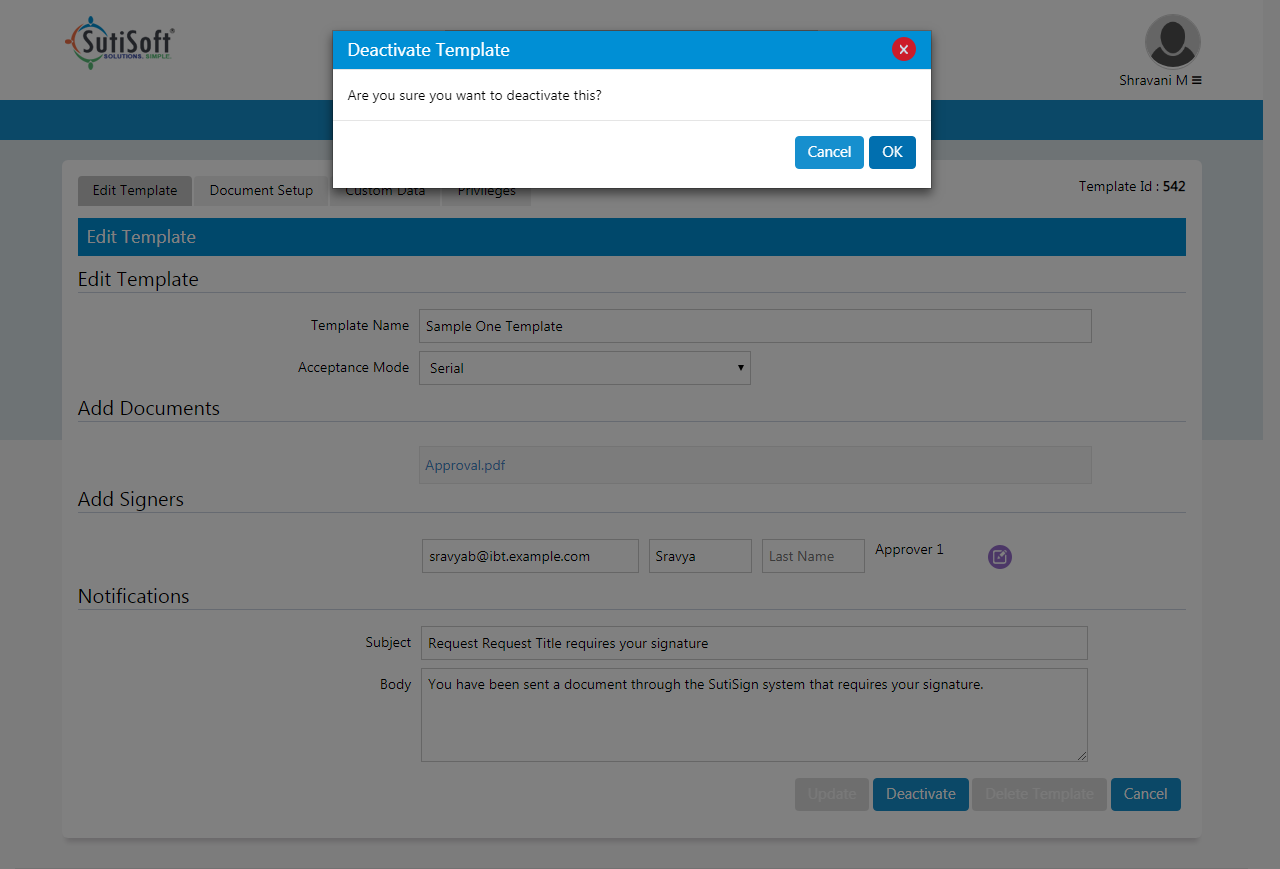 SutiSoft®
SOLUTIONS. SIMPLE.
Shravani M
Deactivate Template
Are you sure you want to deactivate this?
Cancel OK
Edit Template Document Setup Custom Data Privileges
Template Id : 542
Edit Template
Edit Template
Template Name Sample One Template
Acceptance Mode Serial
Add Documents
Approval.pdf
Add Signers
sravyab@ibt.example.com Sravya Last Name Approver 1
Notifications
Subject Request Request Title requires your signature
Body You have been sent a document through the SutiSign system that requires your signature.
Update Deactivate Delete Template Cancel